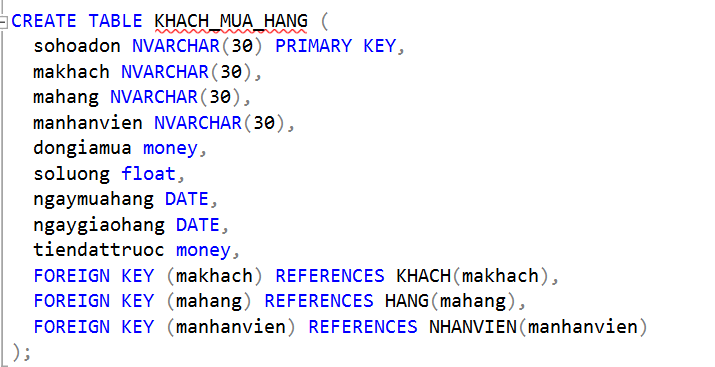 CREATE TABLE KHACH_MUA_HANG (
sohoadon NVARCHAR(30) PRIMARY KEY,
makhach NVARCHAR(30),
mahang NVARCHAR(30),
manhanvien NVARCHAR(30),
dongiamua money,
soluong float,
ngaymuahang DATE,
ngaygiaohang DATE,
tiendattruoc money,
FOREIGN KEY (makhach) REFERENCES KHACH(makhach),
FOREIGN KEY (mahang) REFERENCES HANG(mahang),
FOREIGN KEY (manhanvien) REFERENCES NHANVIEN(manhanvien)
);